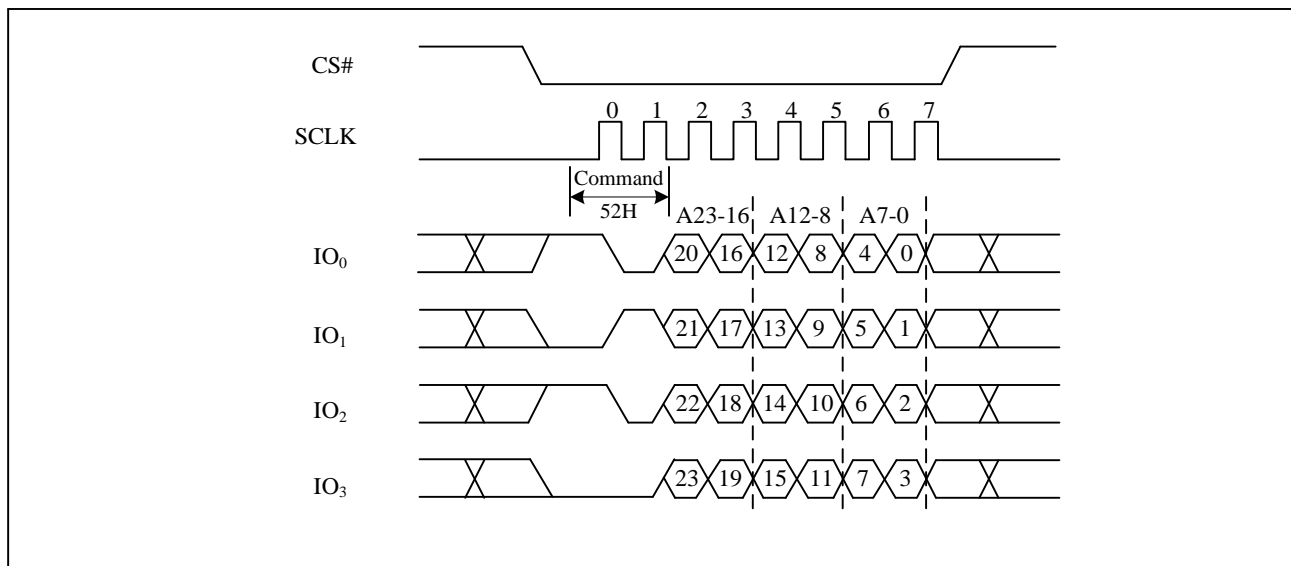 CS#
0 1 2 3 4 5 6 7
SCLK
Command
52H
A23-16 A12-8 A7-0
IO0 20 16 12 8 4 0
IO1 21 17 13 9 5 1
IO2 22 18 14 10 6 2
IO3 23 19 15 11 7 3